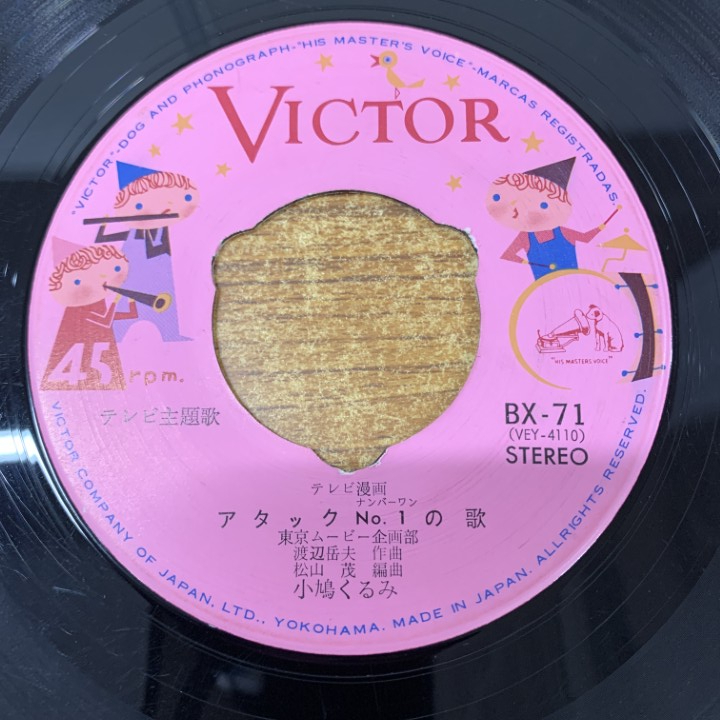 "VICTOR"-DOG AND PHONOGRAPH-"HIS MASTER'S VOICE"-MARCAS REGISTRADAS-
VICTOR
45 rpm.
"HIS MASTERS VOICE"
テレビ主題歌
BX-71
(VEY-4110)
STEREO
テレビ漫画
ナンバーワン
アタックNo.1の歌
東京ムービー企画部
渡辺岳夫 作曲
松山 茂 編曲
小鳩くるみ
VICTOR COMPANY OF JAPAN, LTD., YOKOHAMA. MADE IN JAPAN. ALLRIGHTS RESERVED.